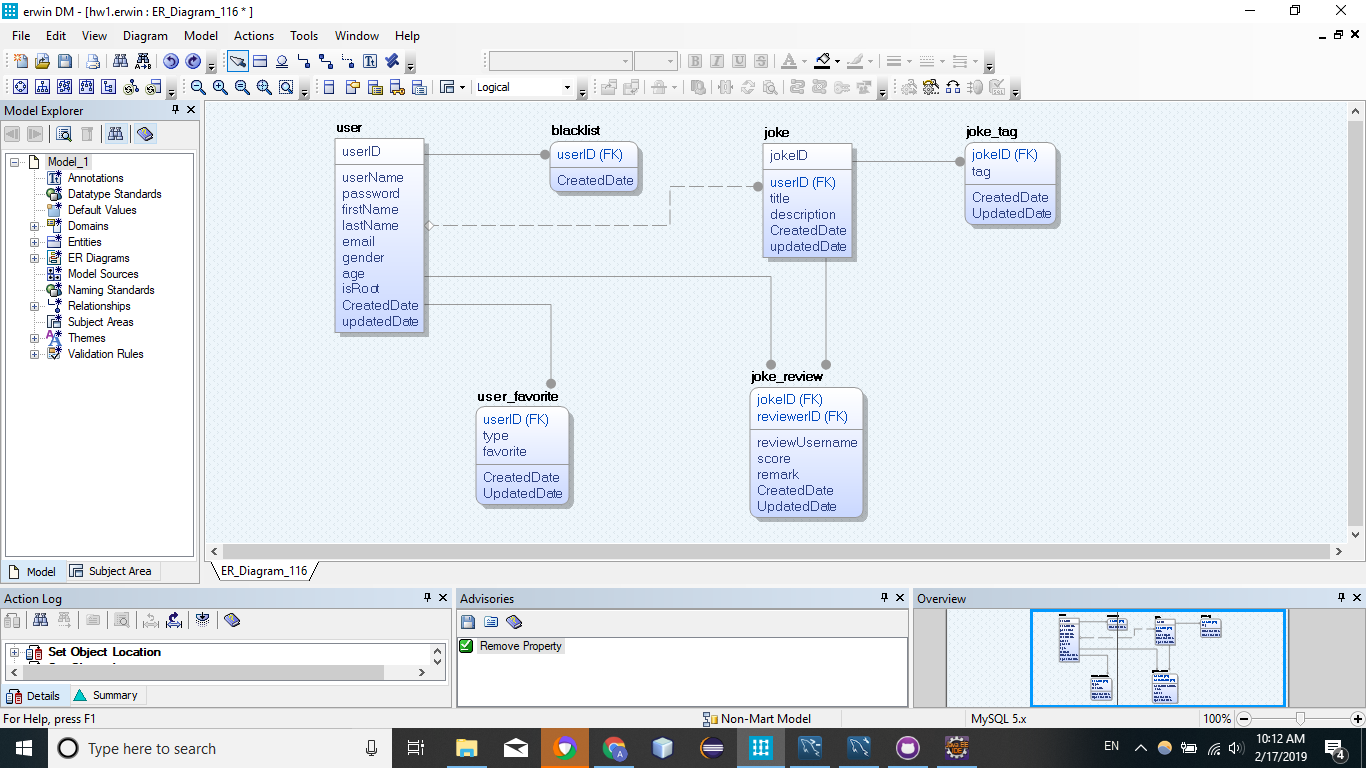 erwin DM - [hw1.erwin : ER_Diagram_116 * ]
File Edit View Diagram Model Actions Tools Window Help
Logical
Model Explorer
Model_1
Annotations
Datatype Standards
Default Values
Domains
Entities
ER Diagrams
Model Sources
Naming Standards
Relationships
Subject Areas
Themes
Validation Rules
Model Subject Area
user
userID
userName
password
firstName
lastName
email
gender
age
isRoot
CreatedDate
updatedDate
blacklist
userID (FK)
CreatedDate
joke
jokeID
userID (FK)
title
description
CreatedDate
updatedDate
joke_tag
jokeID (FK)
tag
CreatedDate
UpdatedDate
user_favorite
userID (FK)
type
favorite
CreatedDate
UpdatedDate
joke_review
jokeID (FK)
reviewerID (FK)
reviewUsername
score
remark
CreatedDate
UpdatedDate
ER_Diagram_116
Action Log
Set Object Location
Details Summary
Advisories
Remove Property
Overview
For Help, press F1
Non-Mart Model
MySQL 5.x
100%
Type here to search
EN
10:12 AM
2/17/2019
4